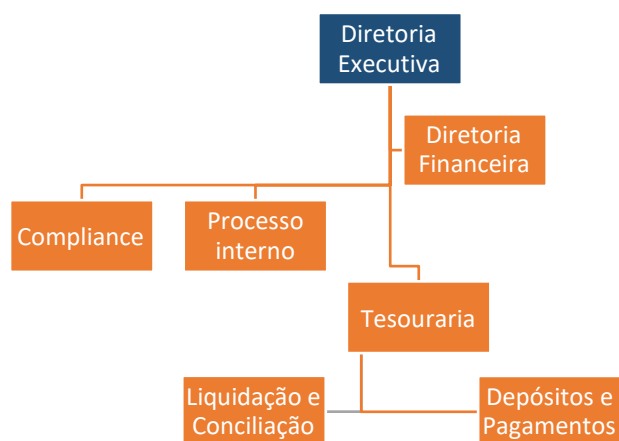 Diretoria
Executiva
Diretoria
Financeira
Compliance
Processo
interno
Tesouraria
Liquidação e
Conciliação
Depósitos e
Pagamentos